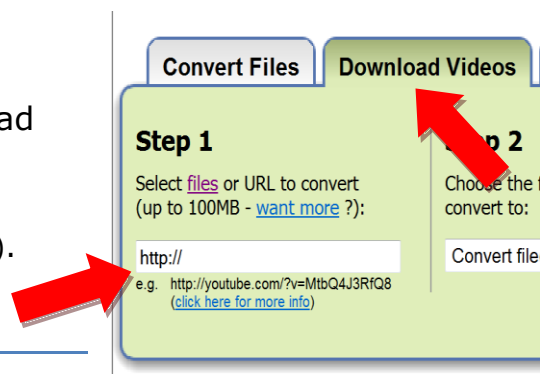 Convert Files Download Videos
ad
Step 1
Select files or URL to convert
(up to 100MB - want more ?):
http://
e.g. http://youtube.com/?v=MtbQ4J3RfQ8
(click here for more info)
).
p 2
Choose the f
convert to:
Convert file